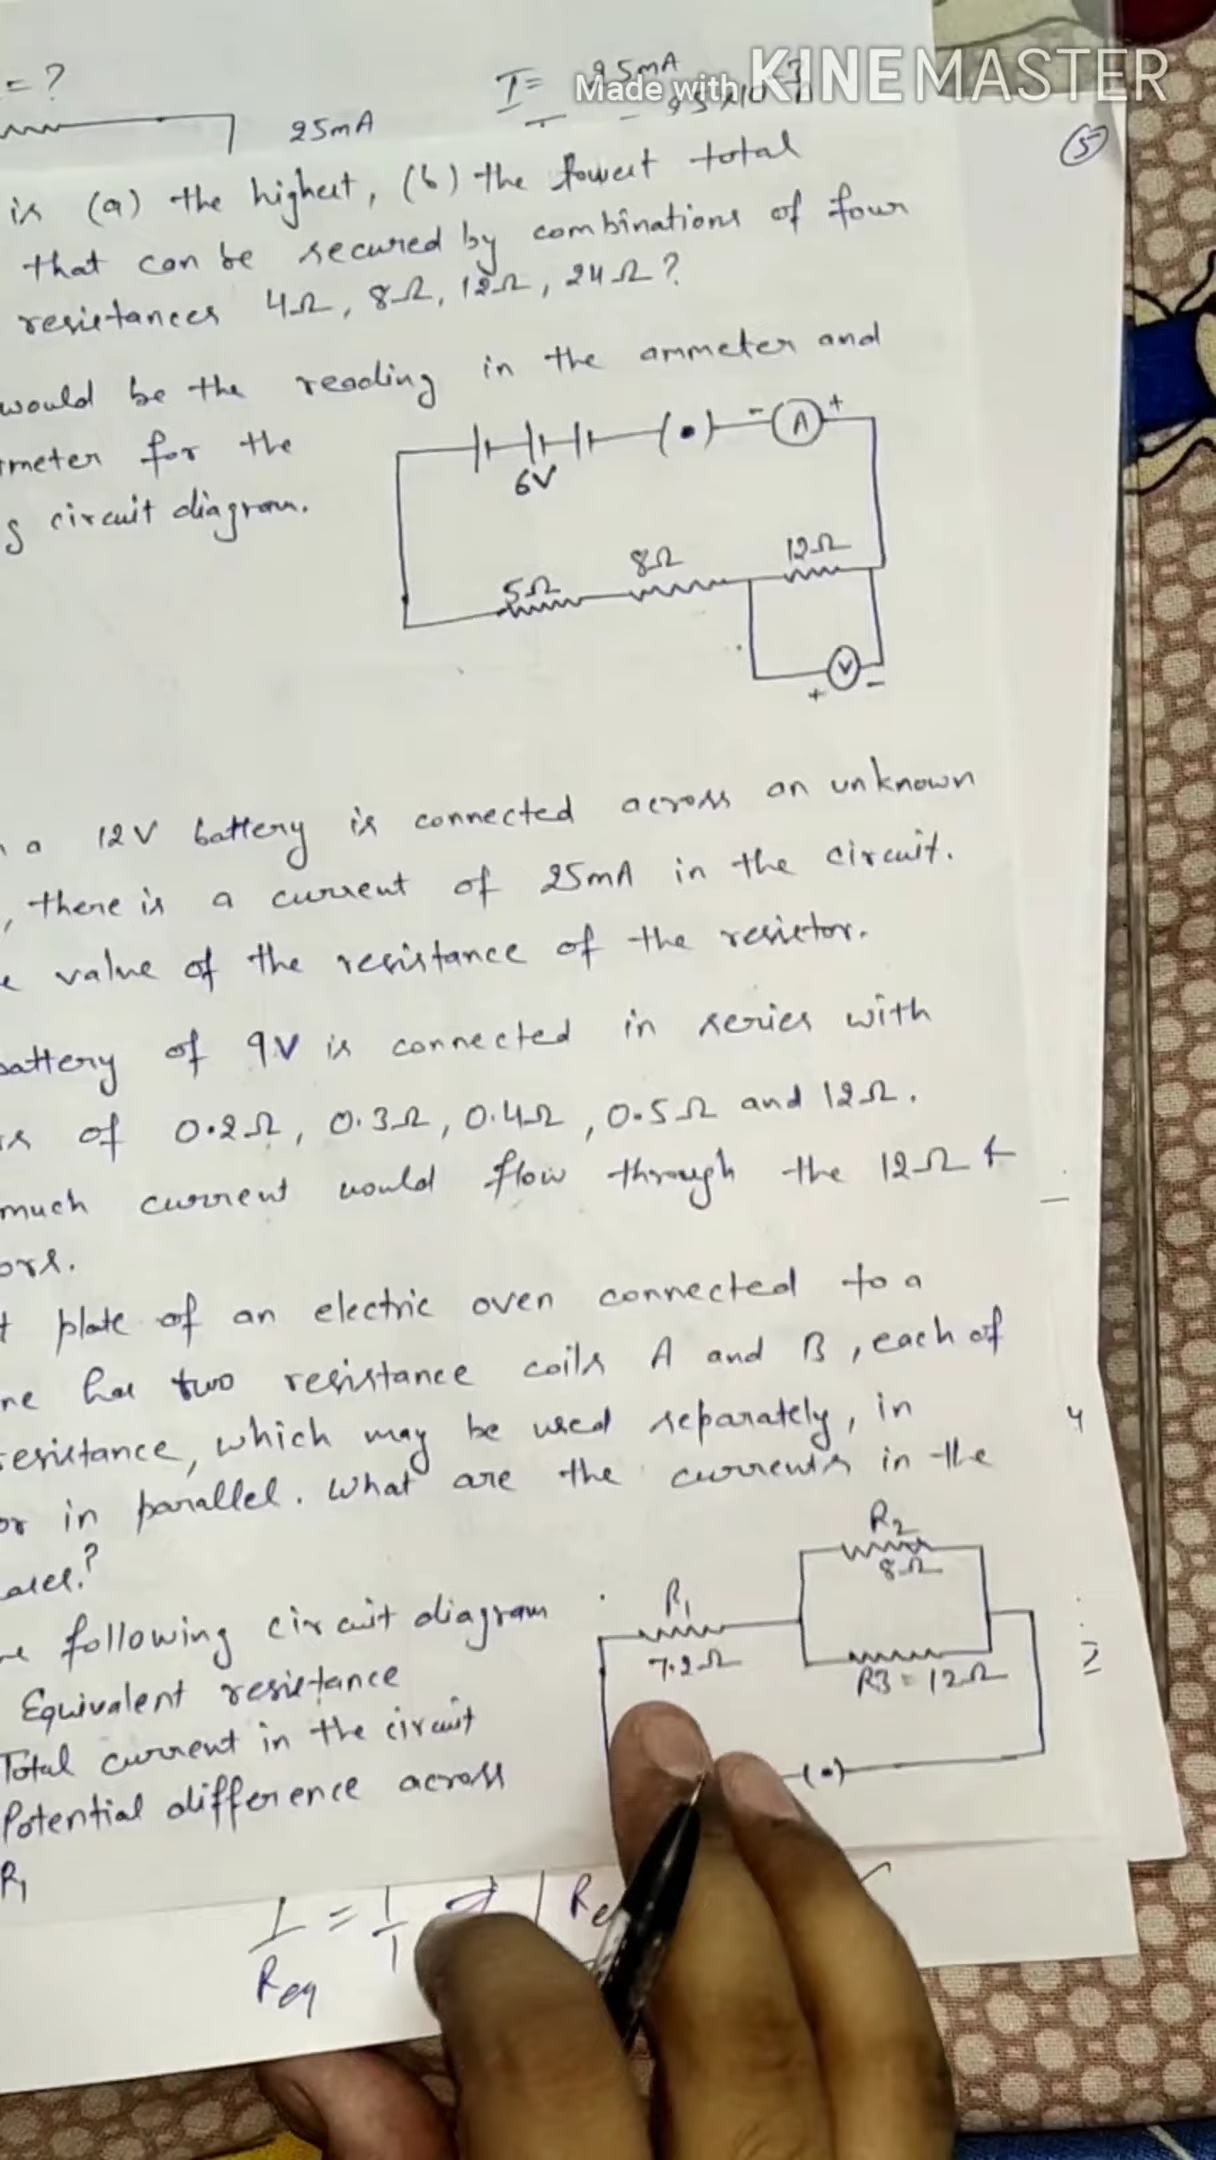 = ?
25mA
I = 25mA
Made with KINEMASTER
5
is (a) the highest, (b) the lowest total
that can be secured by combinations of four
resistances 4Ω, 8Ω, 12Ω, 24Ω?
would be the reading in the ammeter and
meter for the
g circuit diagram.
6V
(•)
- A +
5Ω
8Ω
12Ω
+ V -
a 12V battery is connected across an unknown
, there is a current of 25mA in the circuit.
e value of the resistance of the resistor.
battery of 9V is connected in series with
rs of 0.2Ω, 0.3Ω, 0.4Ω, 0.5Ω and 12Ω.
much current would flow through the 12Ω
ors.
t plate of an electric oven connected to a
ne has two resistance coils A and B, each of
resistance, which may be used separately, in
or in parallel. What are the currents in the
ases?
e following circuit diagram
Equivalent resistance
Total current in the circuit
Potential difference across
R1
R1
7.2Ω
R2
8Ω
R3 = 12Ω
(•)
4
1/Req = 1/1